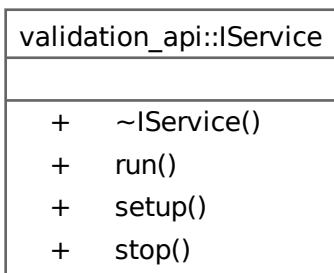 validation_api::IService
+ ~IService()
+ run()
+ setup()
+ stop()